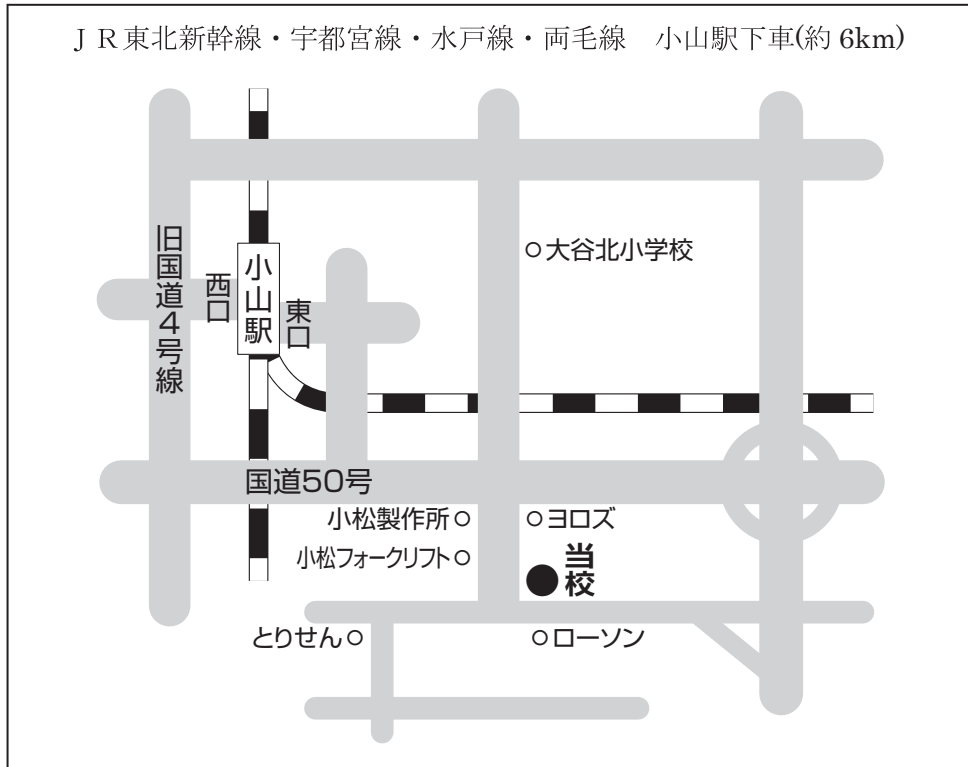 ＪＲ東北新幹線・宇都宮線・水戸線・両毛線　小山駅下車(約 6km)
旧国道4号線
西口
小山駅
東口
大谷北小学校
国道50号
小松製作所
ヨロズ
小松フォークリフト
当校
とりせん
ローソン